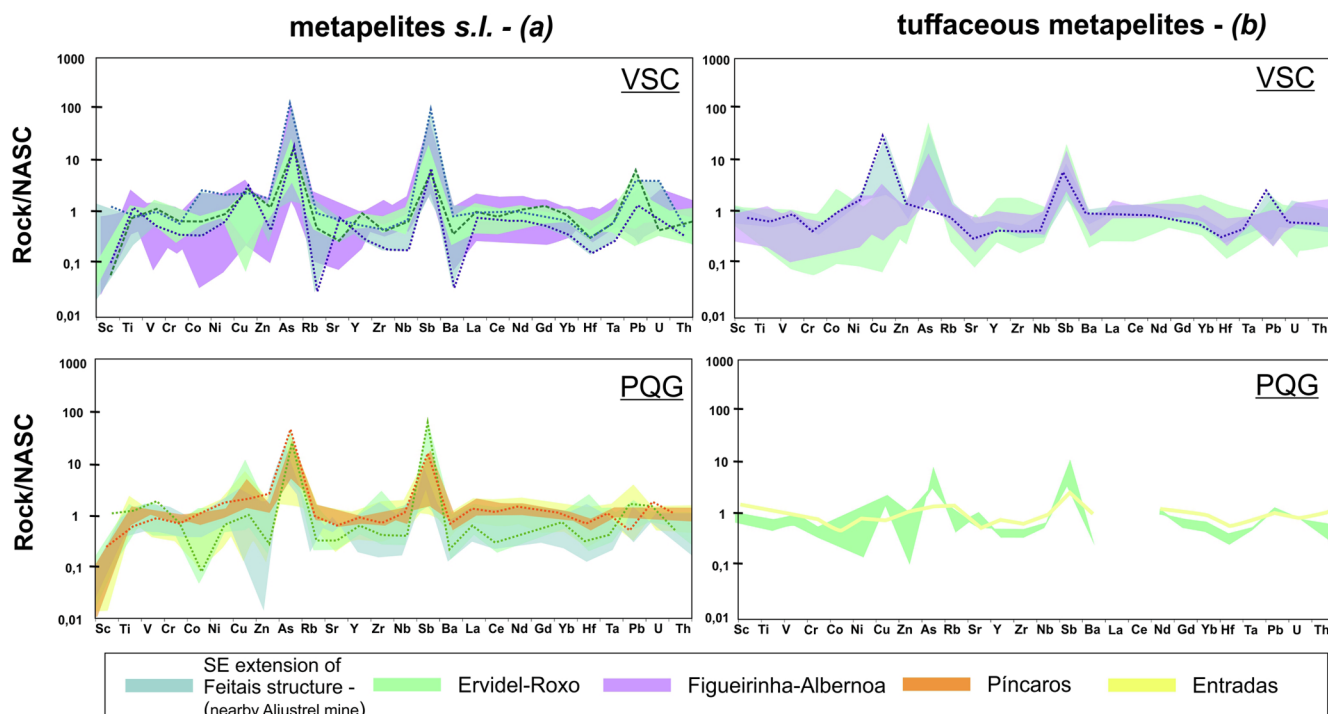 metapelites s.l. - (a)
tuffaceous metapelites - (b)
Rock/NASC
1000
100
10
1
0,1
0,01
VSC
Sc Ti V Cr Co Ni Cu Zn As Rb Sr Y Zr Nb Sb Ba La Ce Nd Gd Yb Hf Ta Pb U Th
1000
100
10
1
0,1
0,01
VSC
Sc Ti V Cr Co Ni Cu Zn As Rb Sr Y Zr Nb Sb Ba La Ce Nd Gd Yb Hf Ta Pb U Th
Rock/NASC
1000
100
10
1
0,1
0,01
PQG
Sc Ti V Cr Co Ni Cu Zn As Rb Sr Y Zr Nb Sb Ba La Ce Nd Gd Yb Hf Ta Pb U Th
1000
100
10
1
0,1
0,01
PQG
Sc Ti V Cr Co Ni Cu Zn As Rb Sr Y Zr Nb Sb Ba La Ce Nd Gd Yb Hf Ta Pb U Th
SE extension of
Feitais structure -
(nearby Aljustrel mine)
Ervidel-Roxo
Figueirinha-Albernoa
Píncaros
Entradas